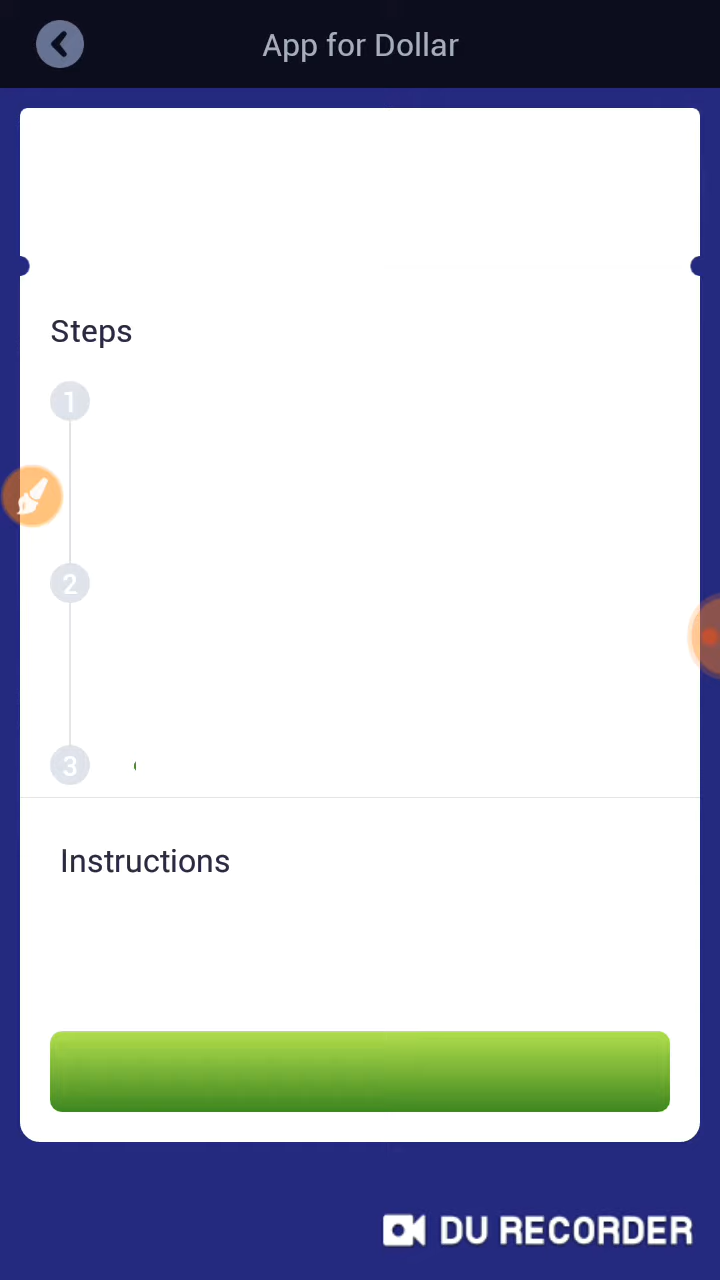 App for Dollar
Steps
1
2
3
Instructions
DU RECORDER